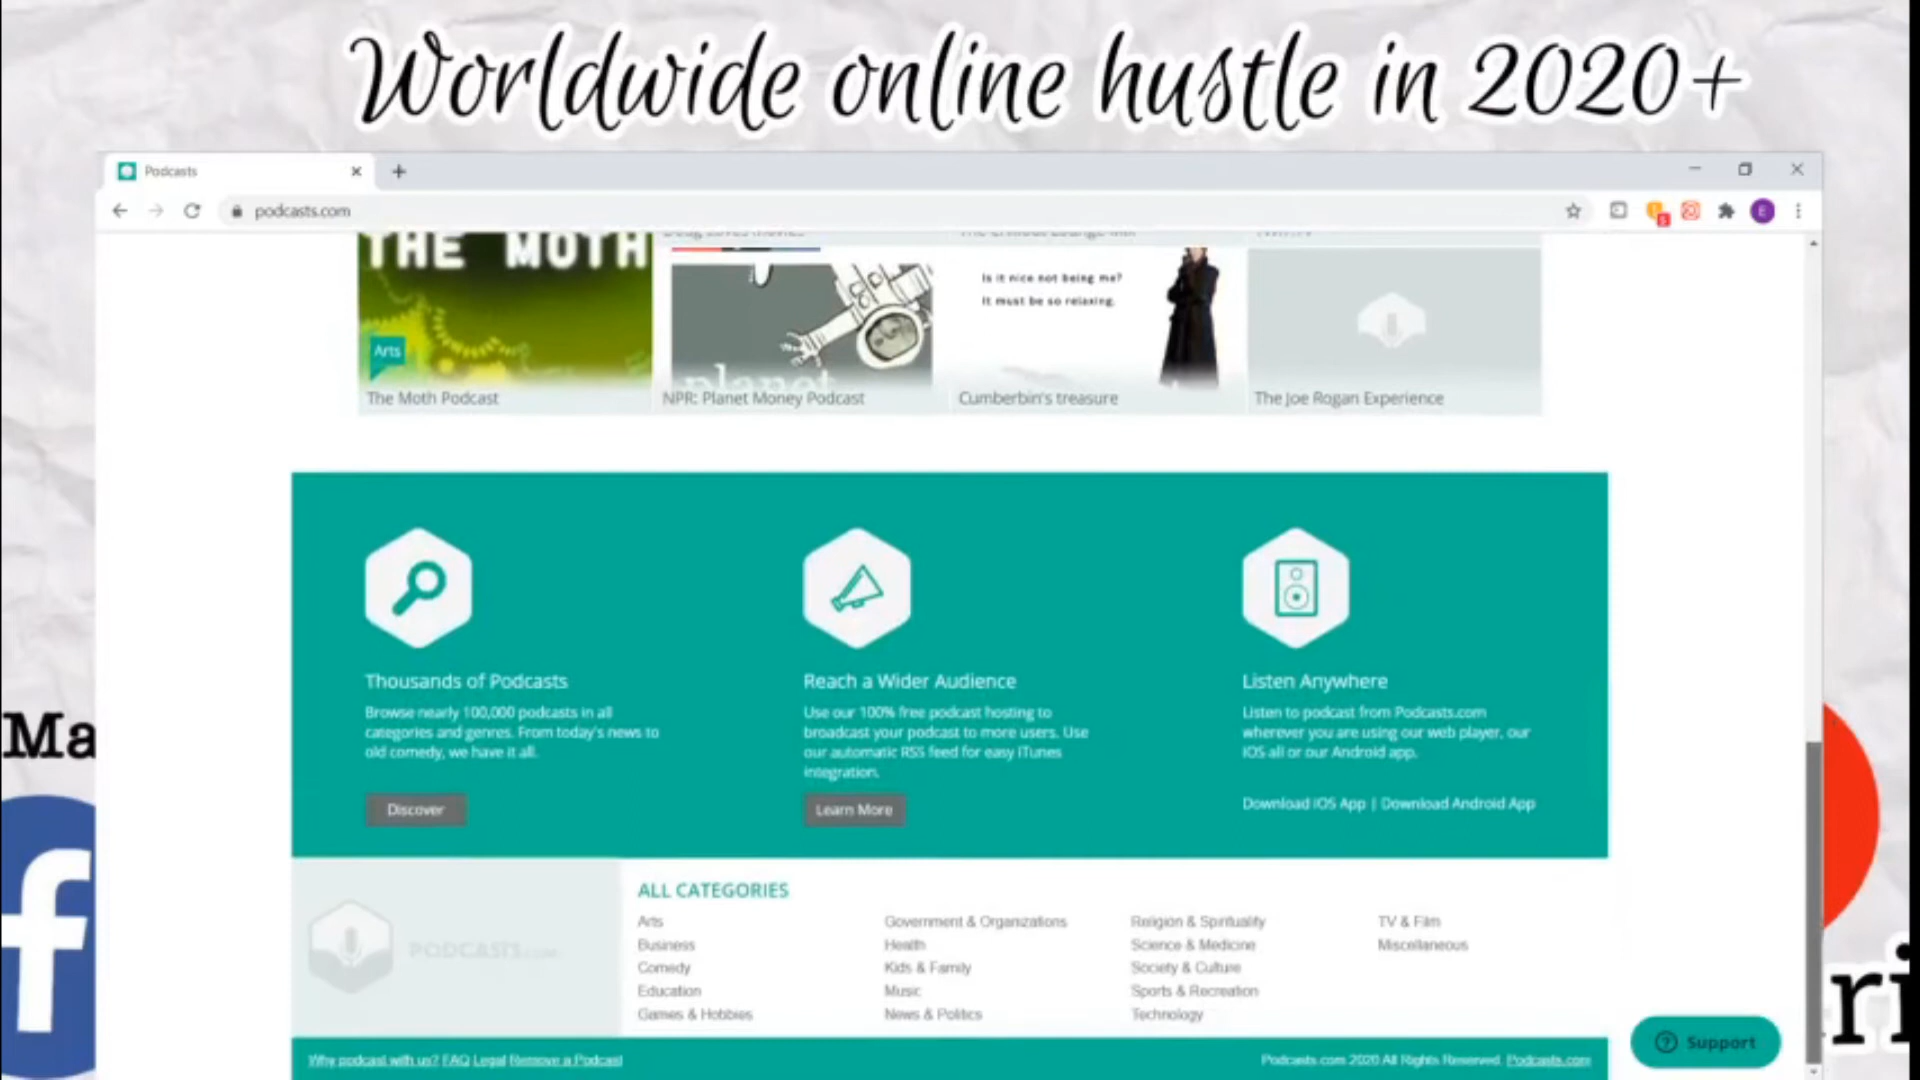 Worldwide online hustle in 2020+
Podcasts
podcasts.com
E
THE MOTH
Is it nice not being me?
It must be so relaxing.
Arts
planet
The Moth Podcast
NPR: Planet Money Podcast
Cumberbin's treasure
The Joe Rogan Experience
Thousands of Podcasts
Browse nearly 100,000 podcasts in all
categories and genres. From today's news to
old comedy, we have it all.
Discover
Reach a Wider Audience
Use our 100% free podcast hosting to
broadcast your podcast to more users. Use
our automatic RSS feed for easy iTunes
integration.
Learn More
Listen Anywhere
Listen to podcast from Podcasts.com
wherever you are using our web player, our
iOS all or our Android app.
Download iOS App | Download Android App
Ma
f
PODCASTS.COM
ALL CATEGORIES
Arts
Business
Comedy
Education
Games & Hobbies
Government & Organizations
Health
Kids & Family
Music
News & Politics
Religion & Spirituality
Science & Medicine
Society & Culture
Sports & Recreation
Technology
TV & Film
Miscellaneous
ri
Support
Why podcast with us? FAQ Legal Remove a Podcast
Podcasts.com 2020 All Rights Reserved. Podcasts.com